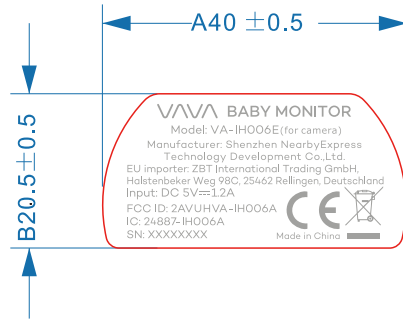 A40 ±0.5
B20.5±0.5
VAVA BABY MONITOR
Model: VA-IH006E(for camera)
Manufacturer: Shenzhen NearbyExpress
Technology Development Co.,Ltd.
EU importer: ZBT International Trading GmbH,
Halstenbeker Weg 98C, 25462 Rellingen, Deutschland
Input: DC 5V⎓1.2A
FCC ID: 2AVUHVA-IH006A
IC: 24887-IH006A
SN: XXXXXXXX
CE
Made in China